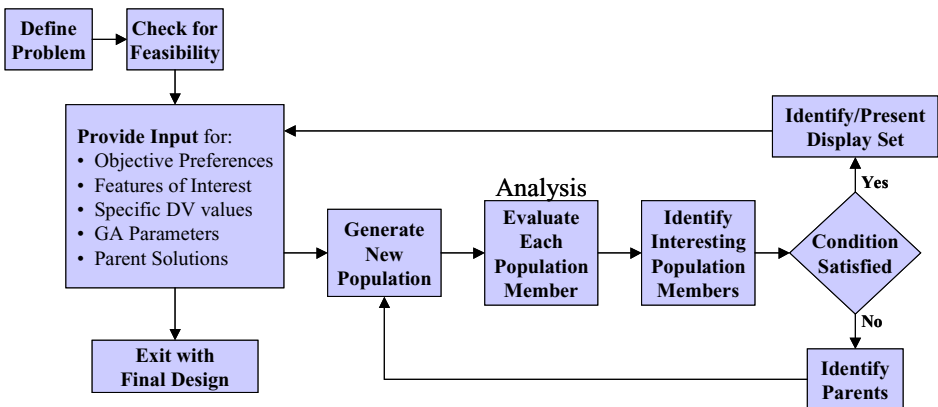 Define
Problem
Check for
Feasibility
Provide Input for:
• Objective Preferences
• Features of Interest
• Specific DV values
• GA Parameters
• Parent Solutions
Exit with
Final Design
Generate
New
Population
Analysis
Evaluate
Each
Population
Member
Identify
Interesting
Population
Members
Condition
Satisfied
Yes
Identify/Present
Display Set
No
Identify
Parents